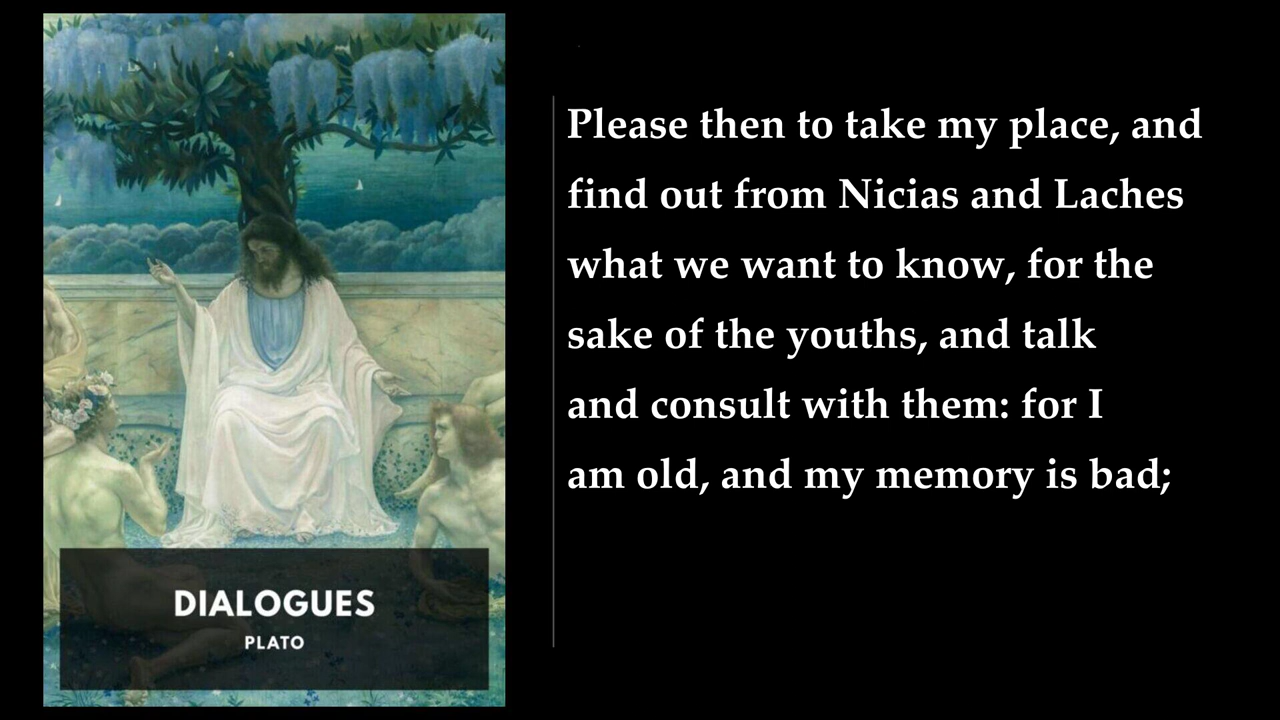 DIALOGUES
PLATO
Please then to take my place, and
find out from Nicias and Laches
what we want to know, for the
sake of the youths, and talk
and consult with them: for I
am old, and my memory is bad;